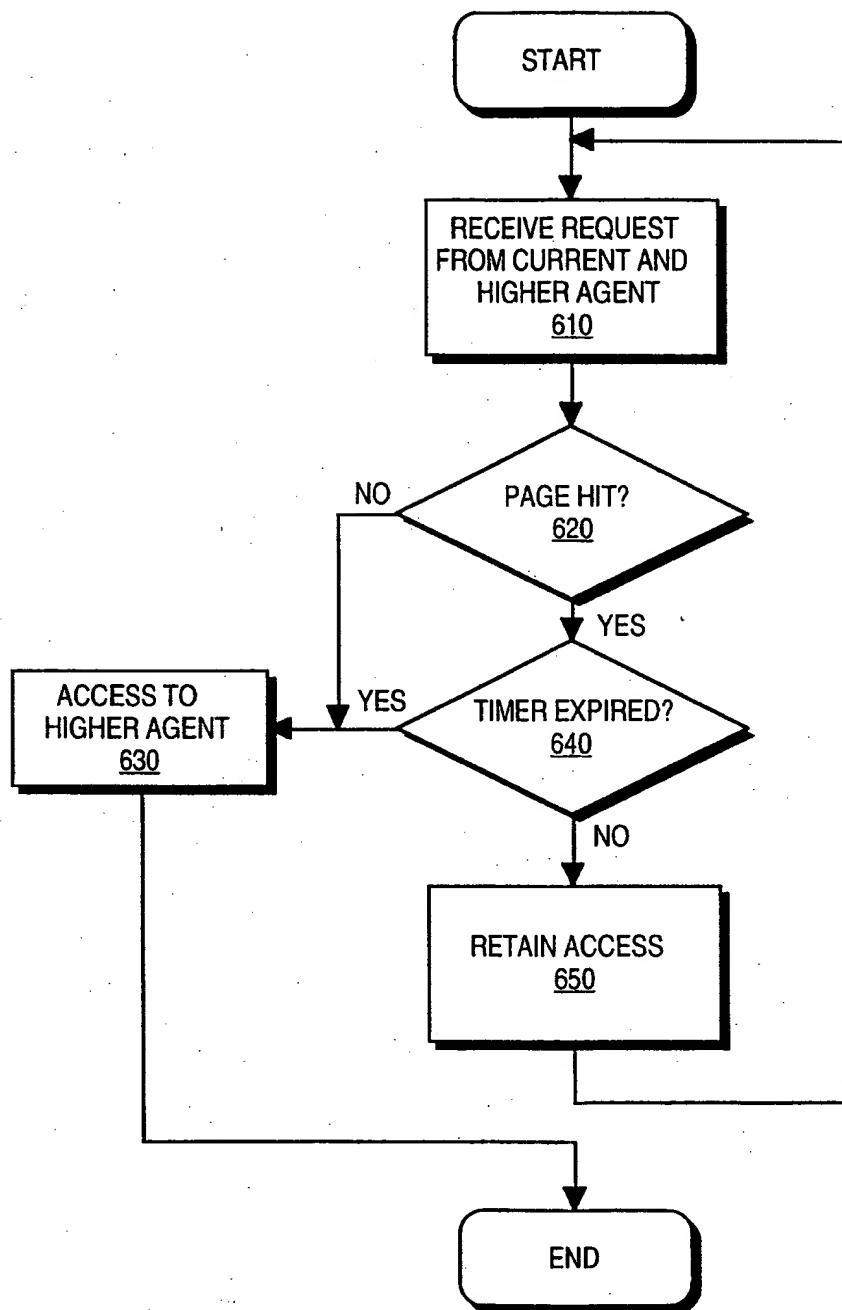 START
RECEIVE REQUEST
FROM CURRENT AND
HIGHER AGENT
610
NO
PAGE HIT?
620
YES
ACCESS TO
HIGHER AGENT
630
YES
TIMER EXPIRED?
640
NO
RETAIN ACCESS
650
END